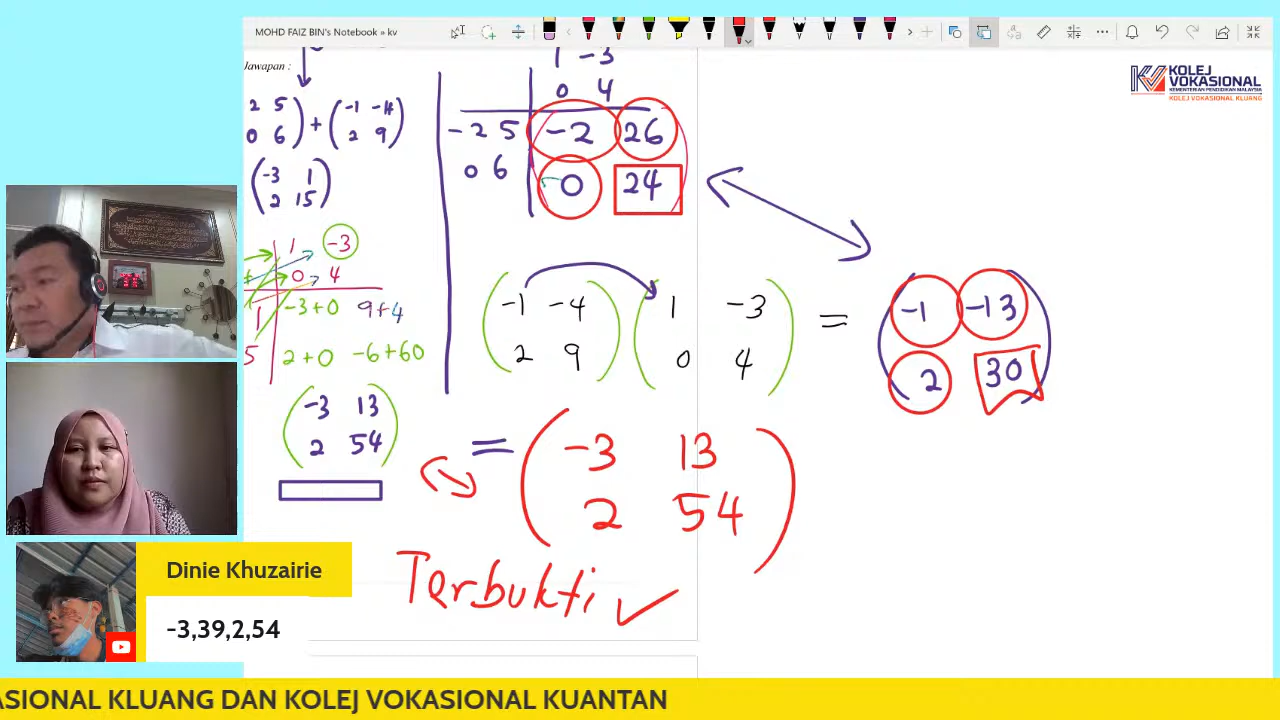 MOHD FAIZ BIN's Notebook » kv
KOLEJ
VOKASIONAL
KEMENTERIAN PENDIDIKAN MALAYSIA
KOLEJ VOKASIONAL KLUANG
Jawapan :
1 -3
0 4
2 5 + -1 -4
0 6 2 9
-2 5 -2 26
0 6 0 24
-3 1
2 15
1 -3
0 4
1 -3+0 9+4
5 2+0 -6+60
-1 -4 1 -3 = -1 -13
2 9 0 4 2 30
-3 13
2 54
= -3 13
2 54
Terbukti ✓
Dinie Khuzairie
-3,39,2,54
ASIONAL KLUANG DAN KOLEJ VOKASIONAL KUANTAN